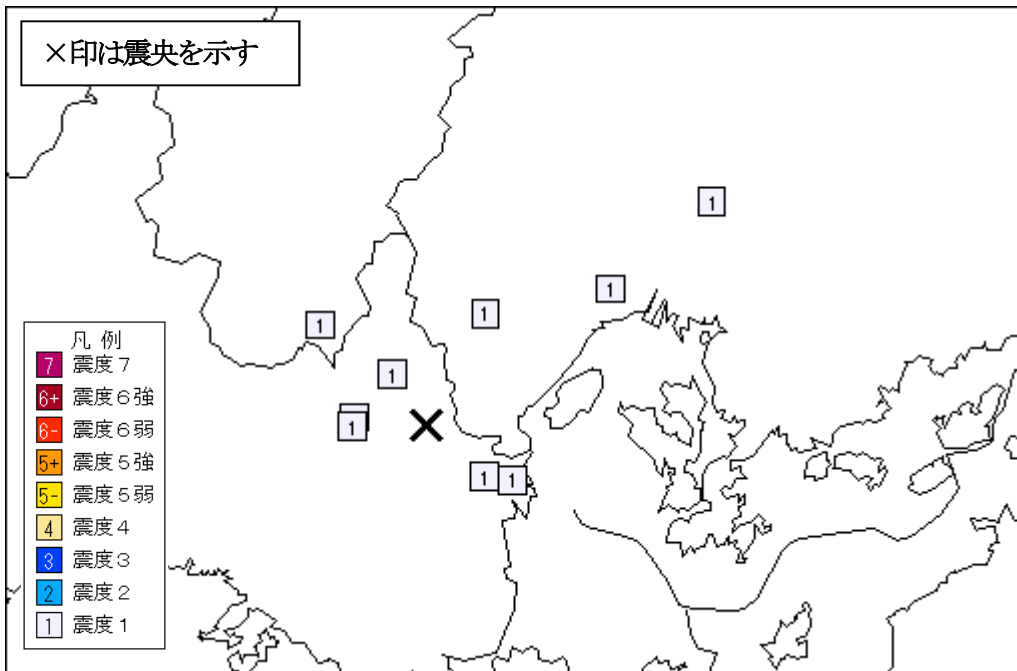 ×印は震央を示す
1
1
1
1
1
1
1
1
凡 例
7 震度７
6+ 震度６強
6- 震度６弱
5+ 震度５強
5- 震度５弱
4 震度４
3 震度３
2 震度２
1 震度１